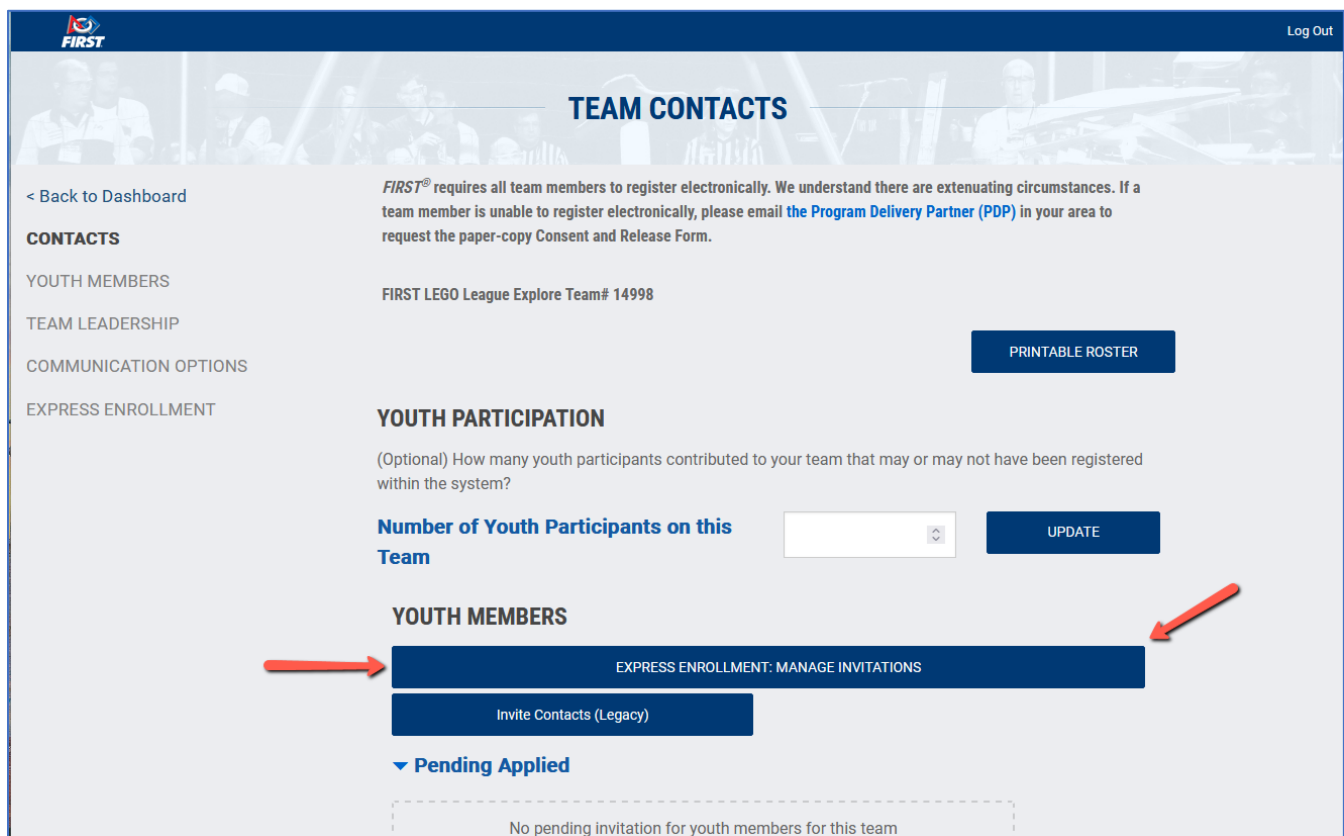 FIRST
Log Out
TEAM CONTACTS
< Back to Dashboard
CONTACTS
YOUTH MEMBERS
TEAM LEADERSHIP
COMMUNICATION OPTIONS
EXPRESS ENROLLMENT
FIRST® requires all team members to register electronically. We understand there are extenuating circumstances. If a
team member is unable to register electronically, please email the Program Delivery Partner (PDP) in your area to
request the paper-copy Consent and Release Form.
FIRST LEGO League Explore Team# 14998
PRINTABLE ROSTER
YOUTH PARTICIPATION
(Optional) How many youth participants contributed to your team that may or may not have been registered
within the system?
Number of Youth Participants on this
Team
UPDATE
YOUTH MEMBERS
EXPRESS ENROLLMENT: MANAGE INVITATIONS
Invite Contacts (Legacy)
Pending Applied
No pending invitation for youth members for this team